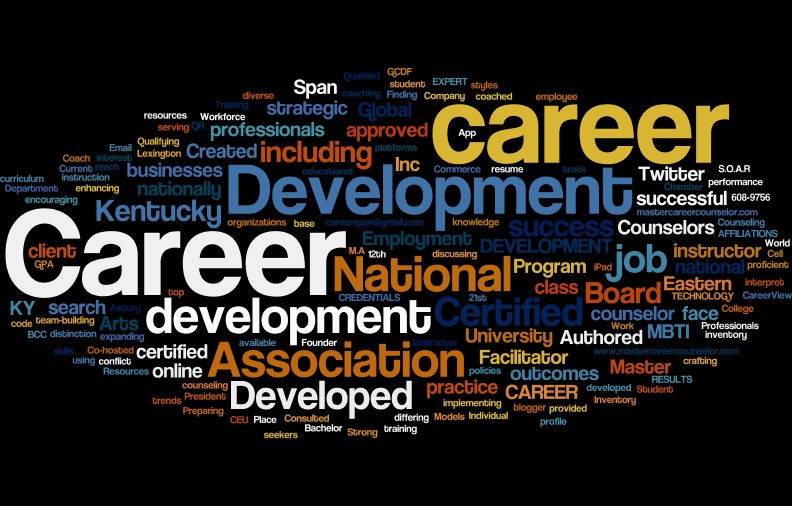 Qualified GCDF
Span student EXPERT styles
diverse coaching Finding Company coached employee
Training strategic Global career
resources Workforce
serving QR professionals approved App
Email Qualifying platforms
Coach interest Lexington Created including
Current reach businesses educational Inc Commerce resume track Twitter S.O.A.R
curriculum instruction Development Chamber performance
Department enhancing nationally successful 608-9756
encouraging Kentucky mastercareercounselor.com
organizations base careerspan@gmail.com knowledge success Counselors Counseling
AFFILIATIONS
Career Employment DEVELOPMENT World
client M.A 12th discussing job instructor Cell
GPA National Program iPad national proficient
top CREDENTIALS 21st class Board Eastern interpret
TECHNOLOGY CareerView
KY search Asbury development Certified counselor face College
code team-building Arts Work Professionals
BCC distinction expanding University Authored MBTI inventory
available Founder Instructor
skills Co-hosted certified Association Facilitator www.mastercareercounselor.com
using conflict crafting
Resources online policies outcomes Master
counseling RESULTS
trends President Developed practice CAREER developed Student
Preparing implementing Inventory
blogger provided
CEU Place Consulted differing Models Individual
Bachelor training profile
seekers Strong